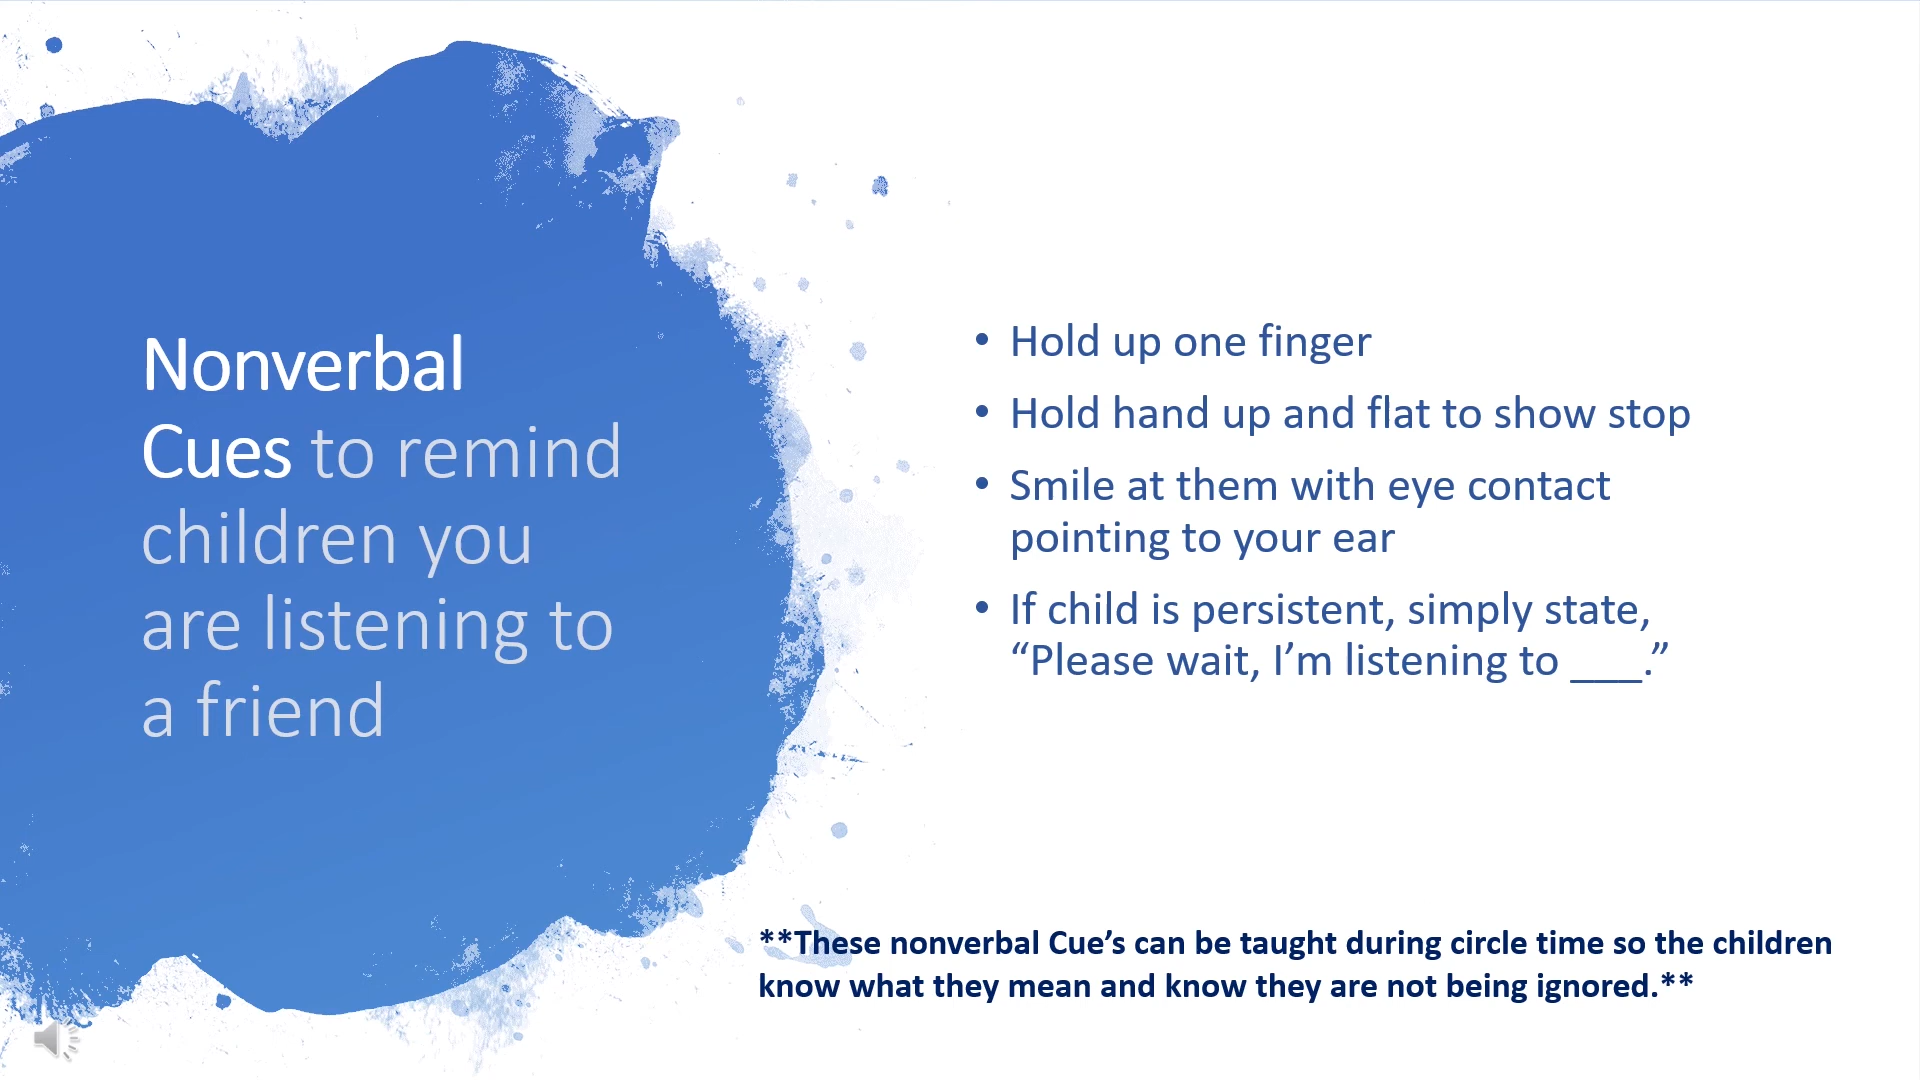 Nonverbal
Cues to remind
children you
are listening to
a friend
• Hold up one finger
• Hold hand up and flat to show stop
• Smile at them with eye contact
pointing to your ear
• If child is persistent, simply state,
“Please wait, I’m listening to ___.”
**These nonverbal Cue’s can be taught during circle time so the children
know what they mean and know they are not being ignored.**